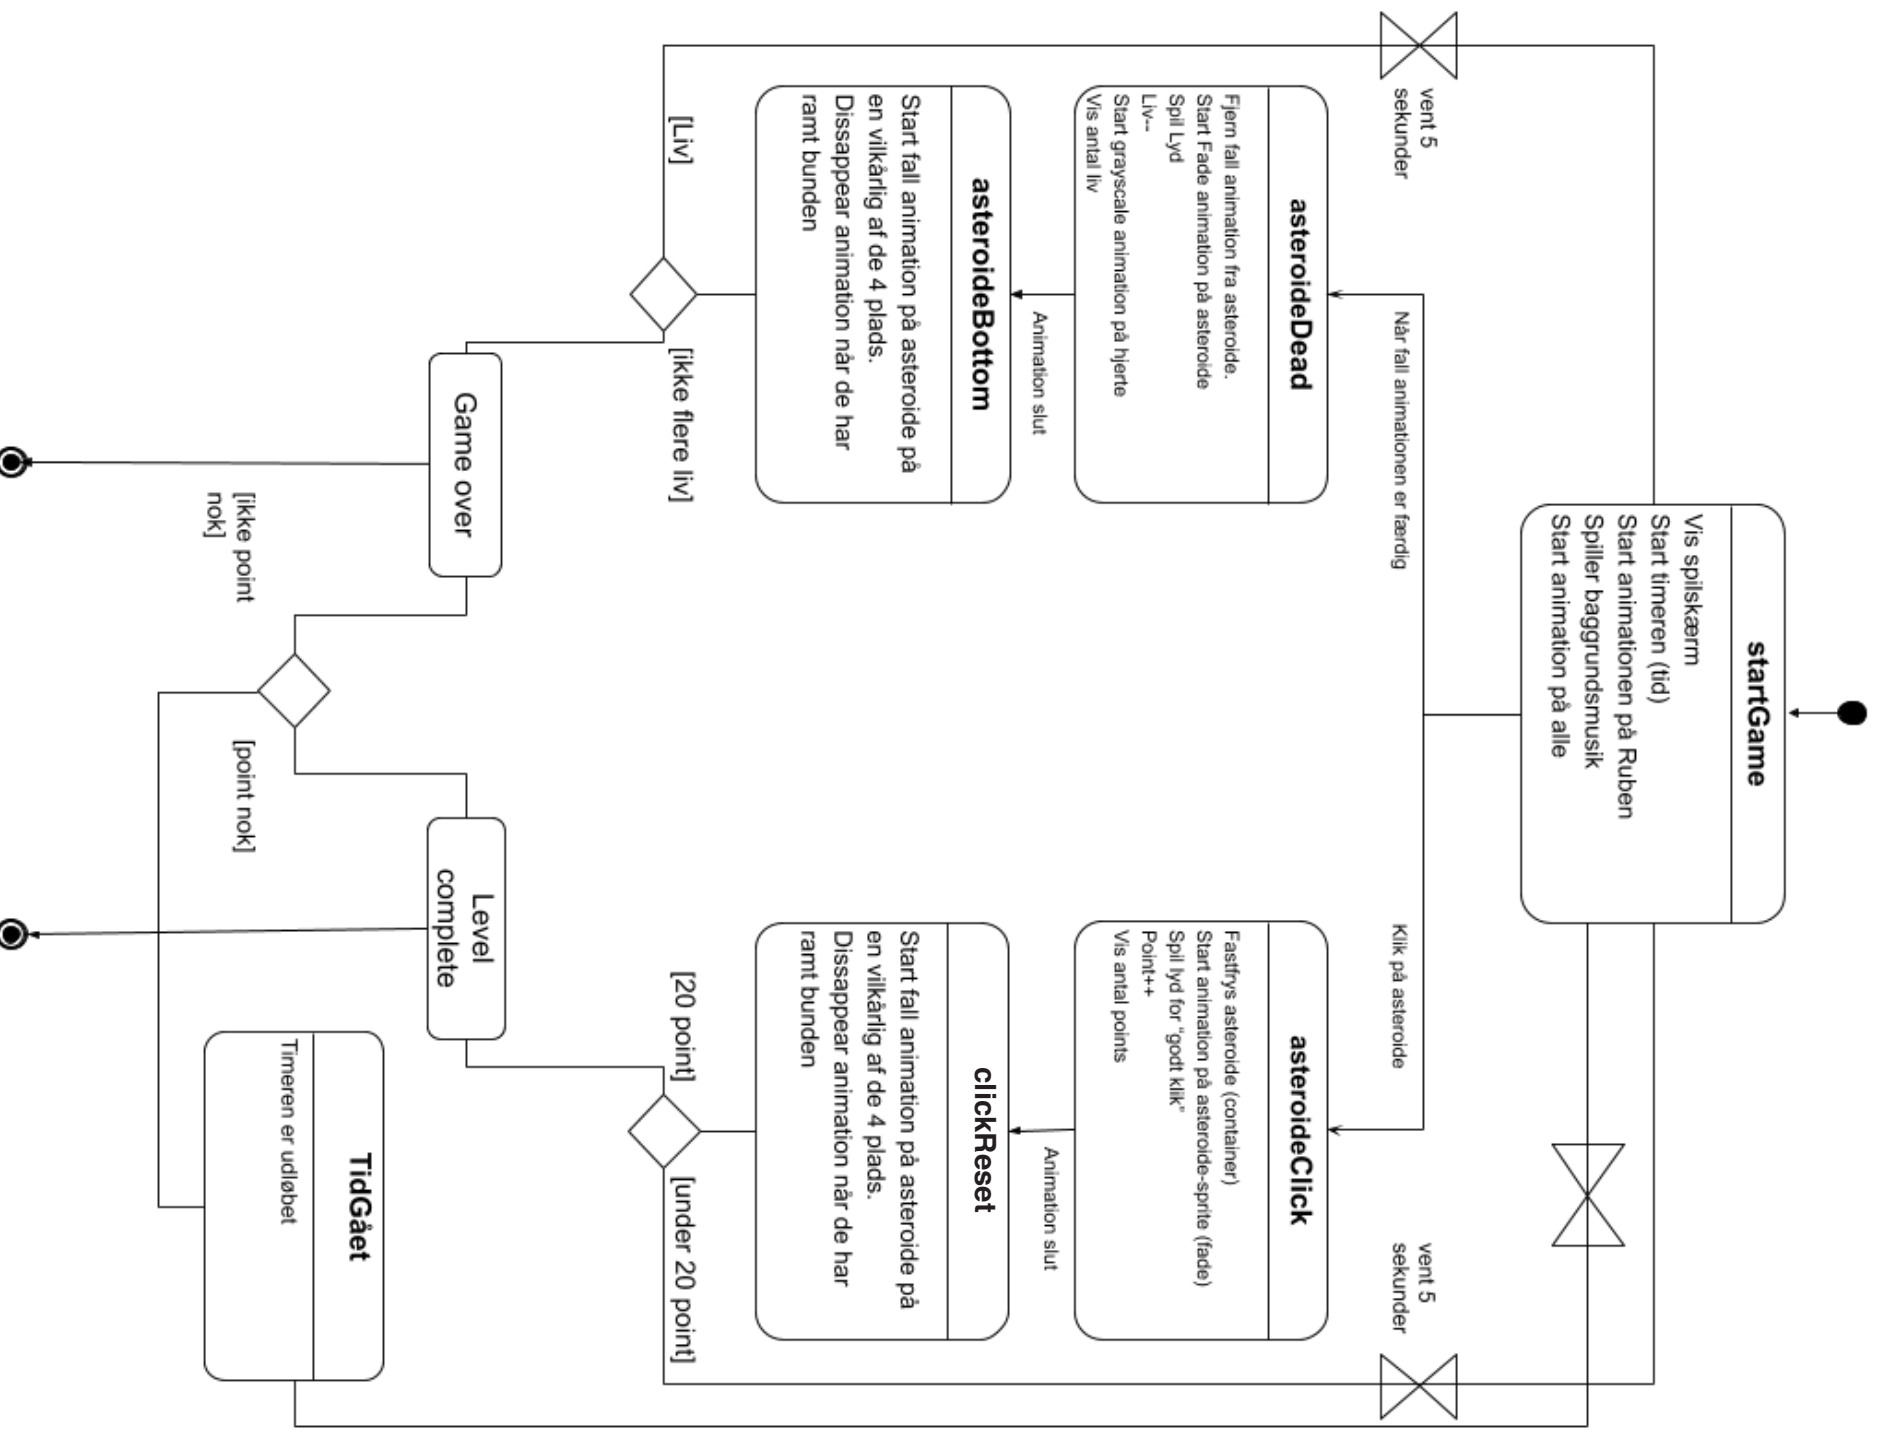 startGame
Vis spilskærm
Start timeren (tid)
Start animationen på Ruben
Spiller baggrundsmusik
Start animation på alle
vent 5
sekunder
Når fall animationen er færdig
Klik på asteroide
vent 5
sekunder
asteroideDead
Fjern fall animation fra asteroide.
Start Fade animation på asteroide
Spil Lyd
Liv--
Start grayscale animation på hjerte
Vis antal liv
asteroideClick
Fastfrys asteroide (container)
Start animation på asteroide-sprite (fade)
Spil lyd for "godt klik"
Point++
Vis antal points
Animation slut
Animation slut
asteroideBottom
Start fall animation på asteroide på
en vilkårlig af de 4 plads.
Dissappear animation når de har
ramt bunden
clickReset
Start fall animation på asteroide på
en vilkårlig af de 4 plads.
Dissappear animation når de har
ramt bunden
[Liv]
[ikke flere liv]
[20 point]
[under 20 point]
Game over
Level
complete
TidGået
Timeren er udløbet
[ikke point
nok]
[point nok]